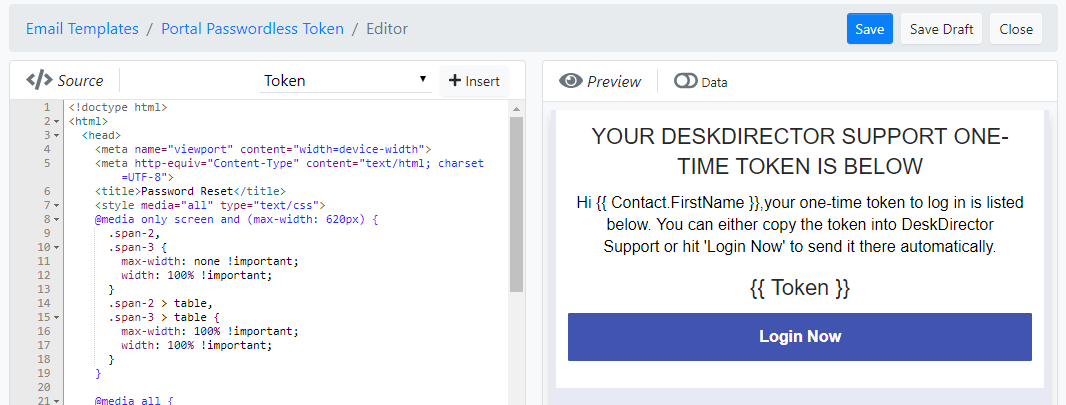 Email Templates / Portal Passwordless Token / Editor
Save
Save Draft
Close
</> Source
Token
+ Insert
1 <!doctype html>
2 <html>
3 <head>
4 <meta name="viewport" content="width=device-width">
5 <meta http-equiv="Content-Type" content="text/html; charset
=UTF-8">
6 <title>Password Reset</title>
7 <style media="all" type="text/css">
8 @media only screen and (max-width: 620px) {
9 .span-2,
10 .span-3 {
11 max-width: none !important;
12 width: 100% !important;
13 }
14 .span-2 > table,
15 .span-3 > table {
16 max-width: 100% !important;
17 width: 100% !important;
18 }
19 }
20
21 @media all {
Preview
Data
YOUR DESKDIRECTOR SUPPORT ONE-
TIME TOKEN IS BELOW
Hi {{ Contact.FirstName }},your one-time token to log in is listed
below. You can either copy the token into DeskDirector
Support or hit 'Login Now' to send it there automatically.
{{ Token }}
Login Now